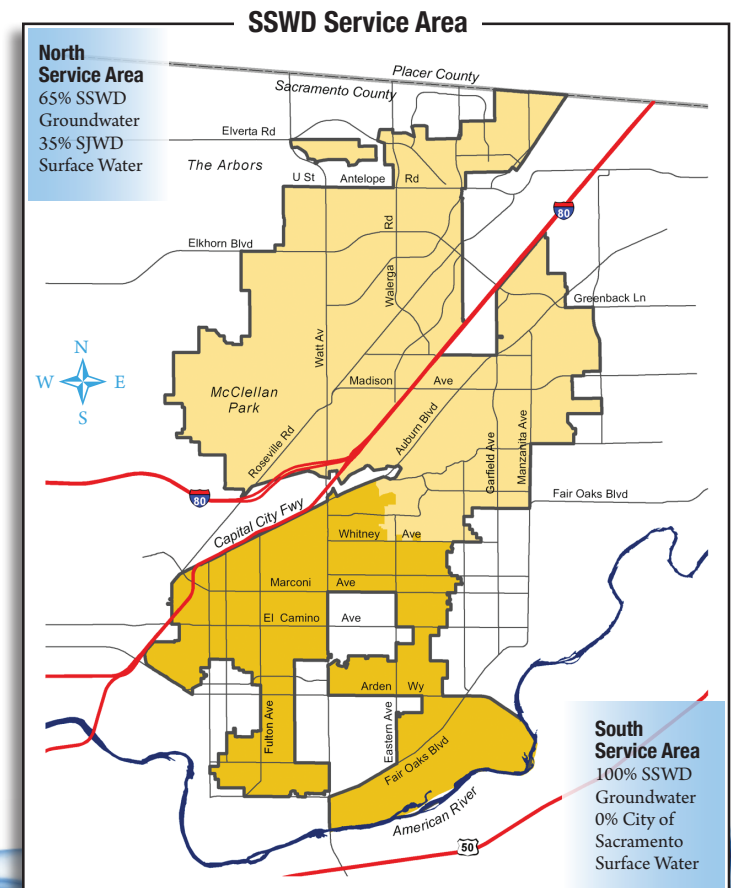 SSWD Service Area
North
Service Area
65% SSWD
Groundwater
35% SJWD
Surface Water
Placer County
Sacramento County
Elverta Rd
The Arbors
U St
Antelope Rd
80
Rd
Elkhorn Blvd
Walerga
Greenback Ln
Watt Av
N
W E
S
Madison Ave
McClellan
Park
Auburn Blvd
Roseville Rd
Garfield Ave
Manzanita Ave
80
Fair Oaks Blvd
Capital City Fwy
Whitney Ave
Marconi Ave
El Camino Ave
Arden Wy
Fulton Ave
Eastern Ave
Fair Oaks Blvd
American River
50
South
Service Area
100% SSWD
Groundwater
0% City of
Sacramento
Surface Water